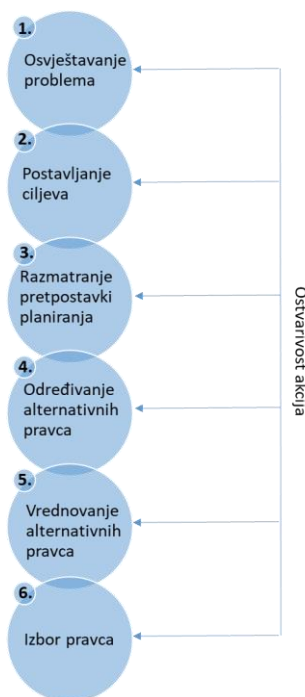 1.
Osvještavanje
problema
2.
Postavljanje
ciljeva
3.
Razmatranje
pretpostavki
planiranja
4.
Određivanje
alternativnih
pravca
5.
Vrednovanje
alternativnih
pravca
6.
Izbor pravca
Ostvarivost akcija